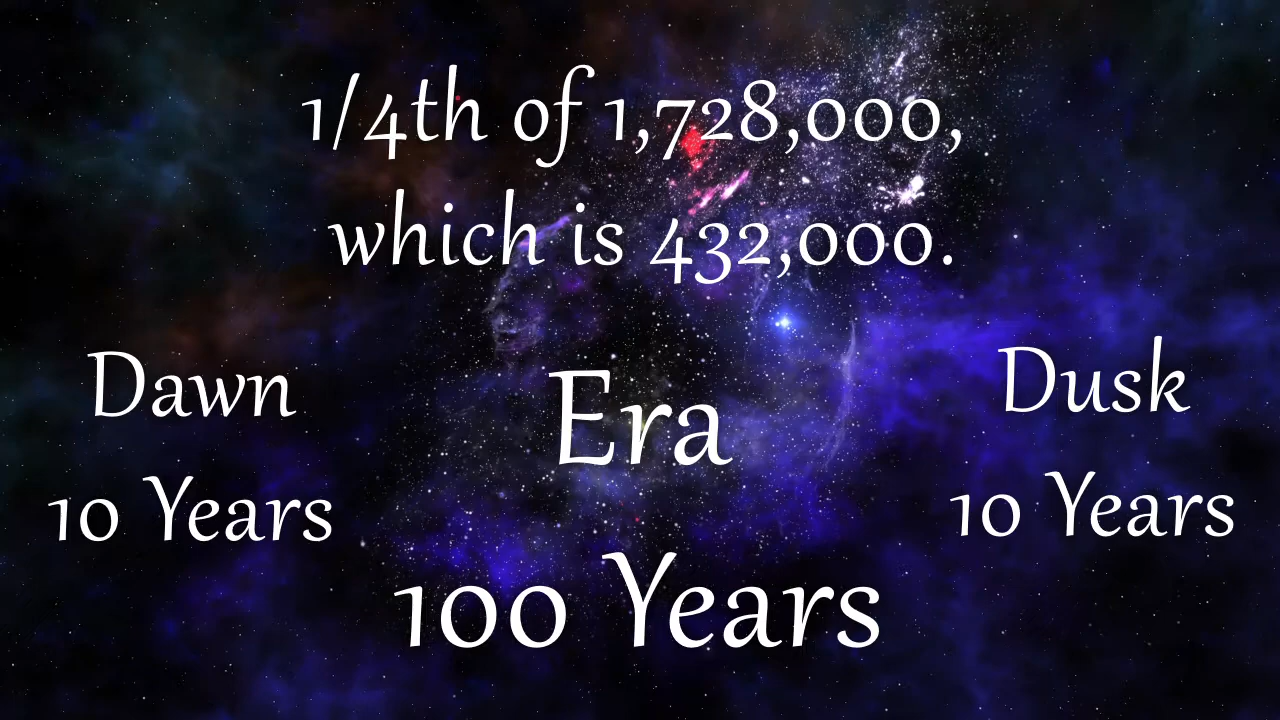 1/4th of 1,728,000,
which is 432,000.
Dawn
10 Years
Era
100 Years
Dusk
10 Years